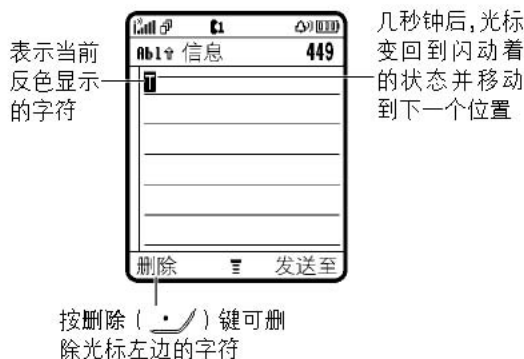 表示当前
反色显示
的字符
Ab1⇧ 信息 449
T
几秒钟后,光标
变回到闪动着
的状态并移动
到下一个位置
删除 发送至
按删除 ( ) 键可删
除光标左边的字符